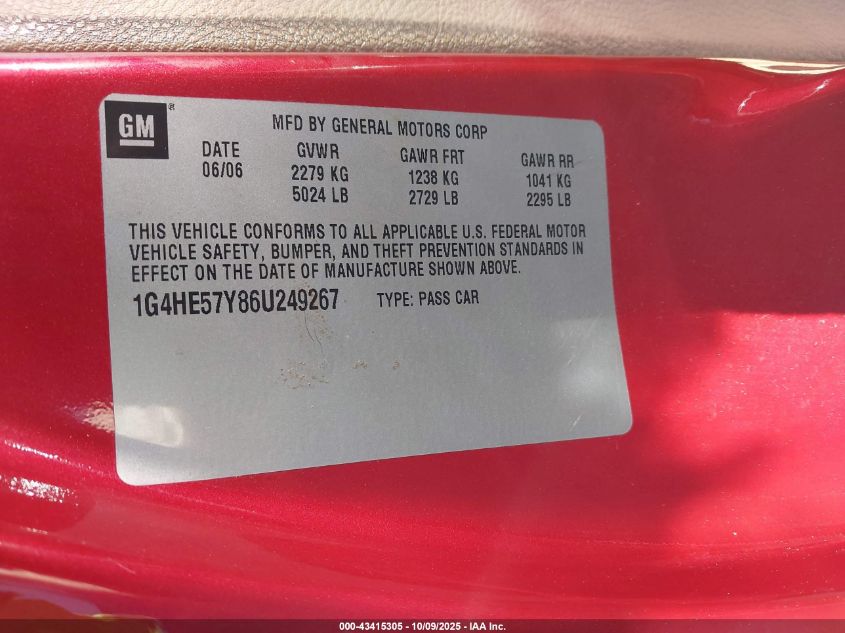 GM ®
MFD BY GENERAL MOTORS CORP
DATE GVWR GAWR FRT GAWR RR
06/06 2279 KG 1238 KG 1041 KG
5024 LB 2729 LB 2295 LB
THIS VEHICLE CONFORMS TO ALL APPLICABLE U.S. FEDERAL MOTOR
VEHICLE SAFETY, BUMPER, AND THEFT PREVENTION STANDARDS IN
EFFECT ON THE DATE OF MANUFACTURE SHOWN ABOVE.
1G4HE57Y86U249267 TYPE: PASS CAR
000-43415305 - 10/09/2025 - IAA Inc.